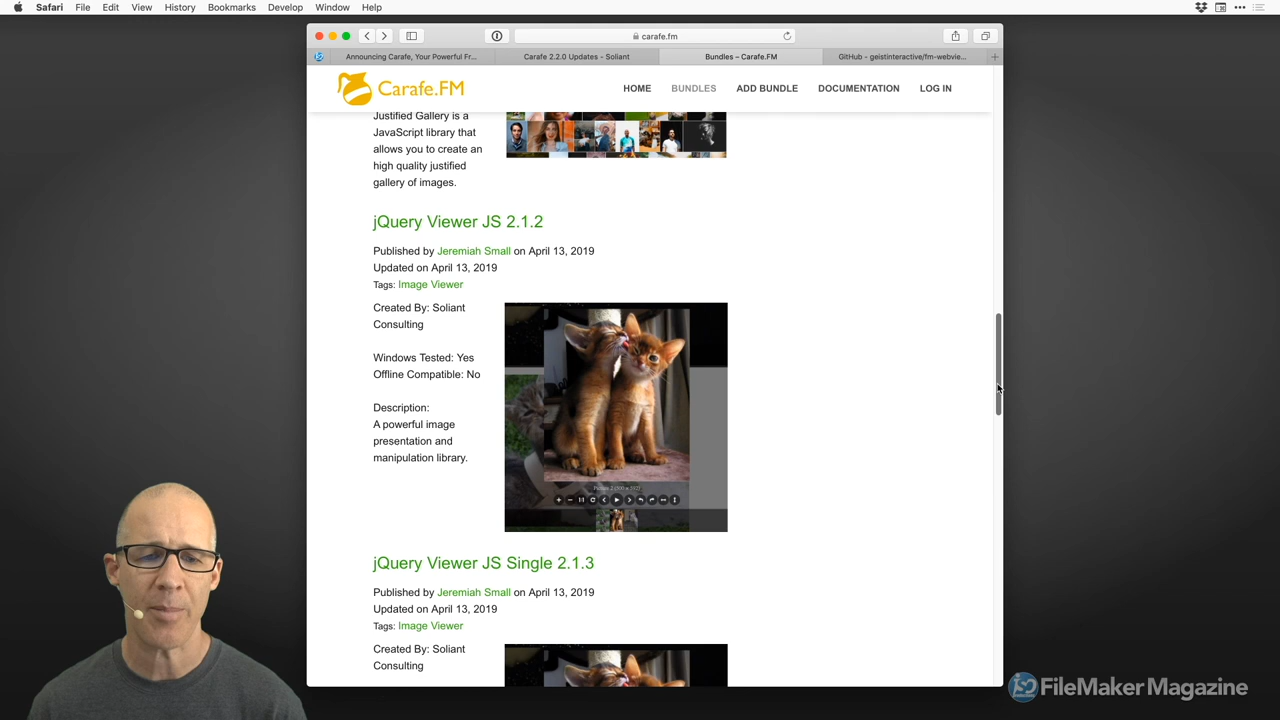 Safari File Edit View History Bookmarks Develop Window Help
carafe.fm
Announcing Carafe, Your Powerful Fr...
Carafe 2.2.0 Updates - Soliant
Bundles – Carafe.FM
GitHub - geistinteractive/fm-webvie...
Carafe.FM
HOME BUNDLES ADD BUNDLE DOCUMENTATION LOG IN
Justified Gallery is a
JavaScript library that
allows you to create an
high quality justified
gallery of images.
jQuery Viewer JS 2.1.2
Published by Jeremiah Small on April 13, 2019
Updated on April 13, 2019
Tags: Image Viewer
Created By: Soliant
Consulting
Windows Tested: Yes
Offline Compatible: No
Description:
A powerful image
presentation and
manipulation library.
jQuery Viewer JS Single 2.1.3
Published by Jeremiah Small on April 13, 2019
Updated on April 13, 2019
Tags: Image Viewer
Created By: Soliant
Consulting
FileMaker Magazine